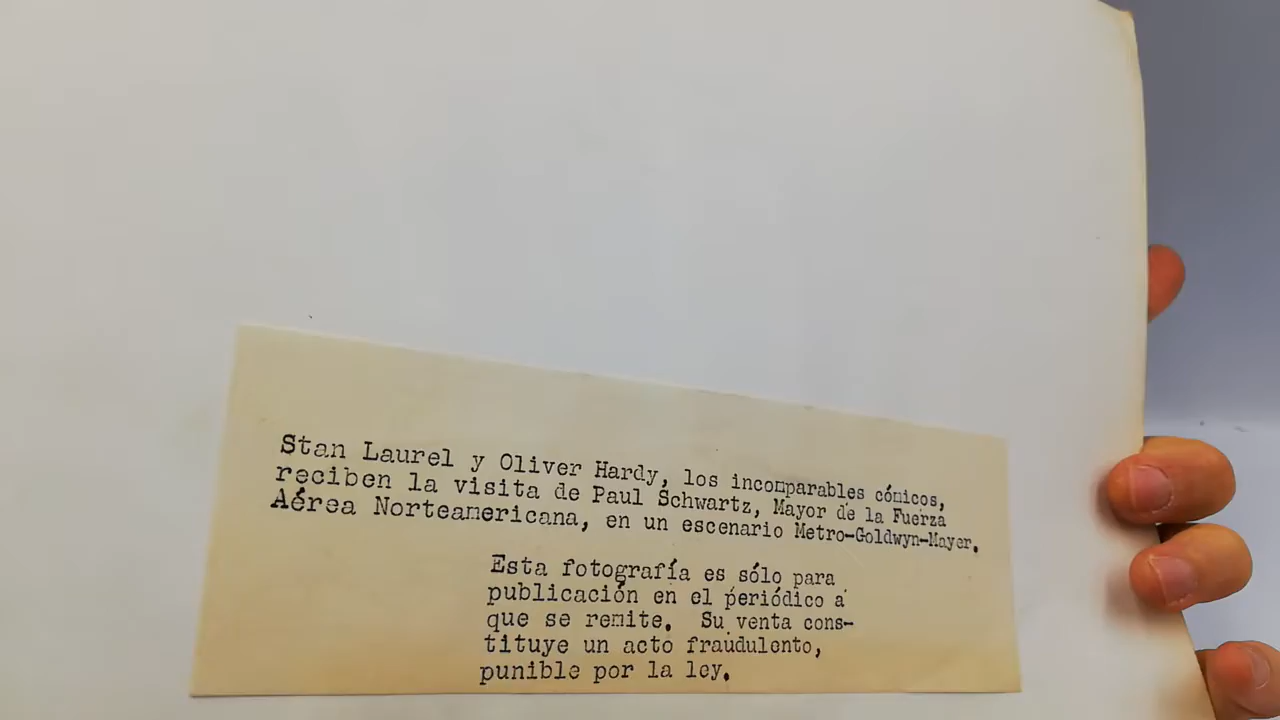 Stan Laurel y Oliver Hardy, los incomparables cómicos,
reciben la visita de Paul Schwartz, Mayor de la Fuerza
Aérea Norteamericana, en un escenario Metro-Goldwyn-Mayer.
Esta fotografía es sólo para
publicación en el periódico a
que se remite. Su venta cons-
tituye un acto fraudulento,
punible por la ley.